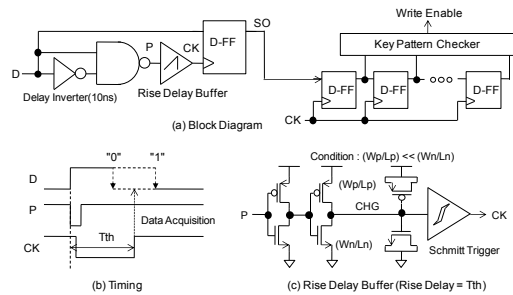 Write Enable
SO
Key Pattern Checker
P
CK
D-FF
D
D-FF
D-FF
D-FF
Delay Inverter(10ns)
Rise Delay Buffer
CK
(a) Block Diagram
"0"
"1"
D
P
Data Acquisition
Tth
CK
(b) Timing
Condition : (Wp/Lp) << (Wn/Ln)
(Wp/Lp)
P
CHG
CK
(Wn/Ln)
Schmitt Trigger
(c) Rise Delay Buffer (Rise Delay = Tth)